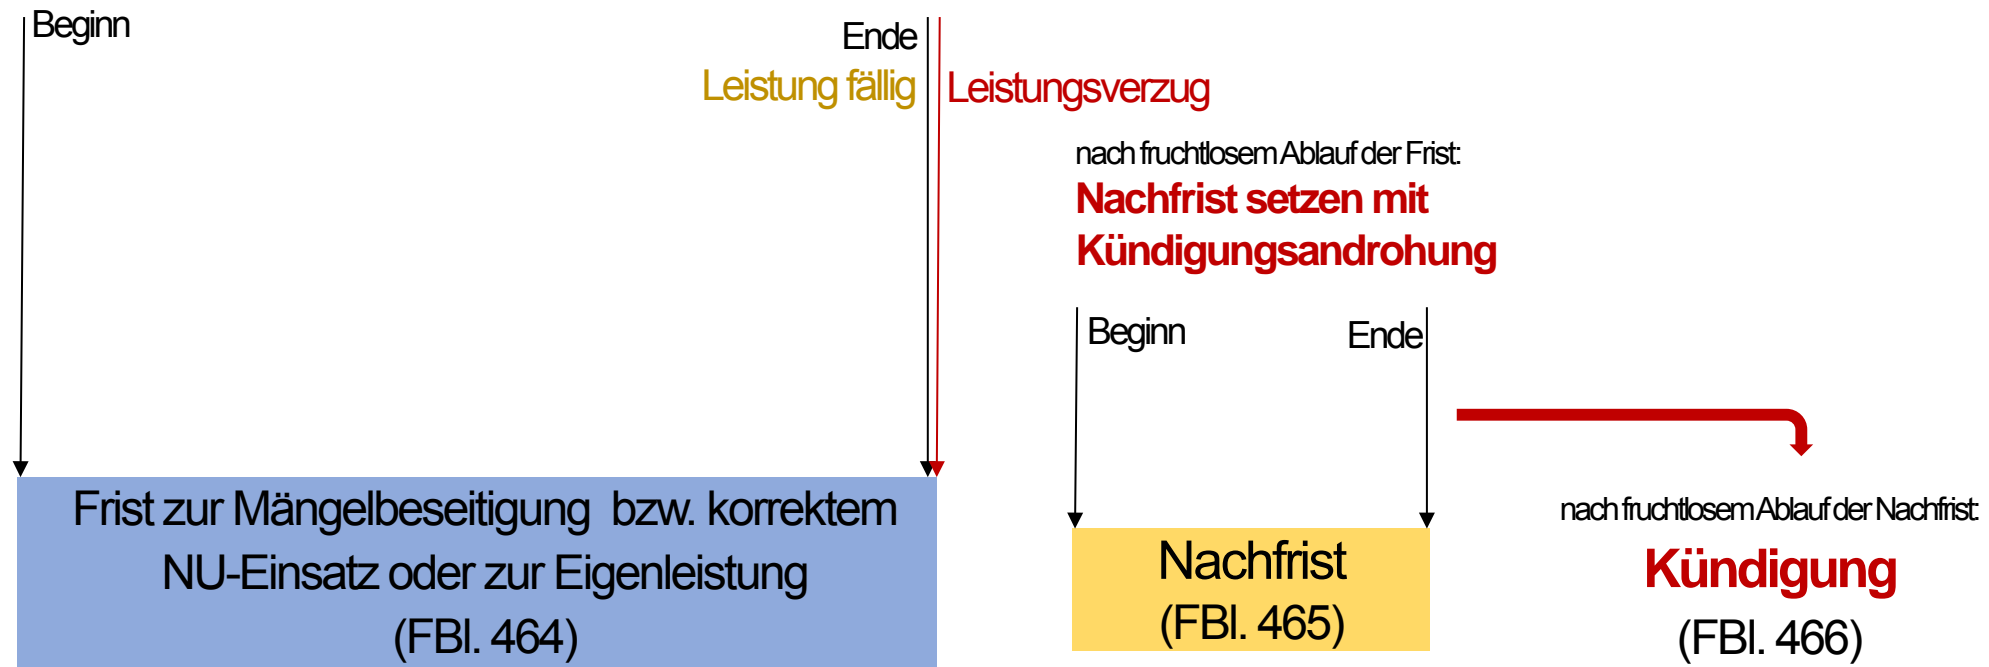 Beginn
Ende
Leistung fällig
Leistungsverzug
nach fruchtlosem Ablauf der Frist:
Nachfrist setzen mit
Kündigungsandrohung
Beginn
Ende
Frist zur Mängelbeseitigung bzw. korrektem
NU-Einsatz oder zur Eigenleistung
(FBl. 464)
Nachfrist
(FBl. 465)
nach fruchtlosem Ablauf der Nachfrist:
Kündigung
(FBl. 466)